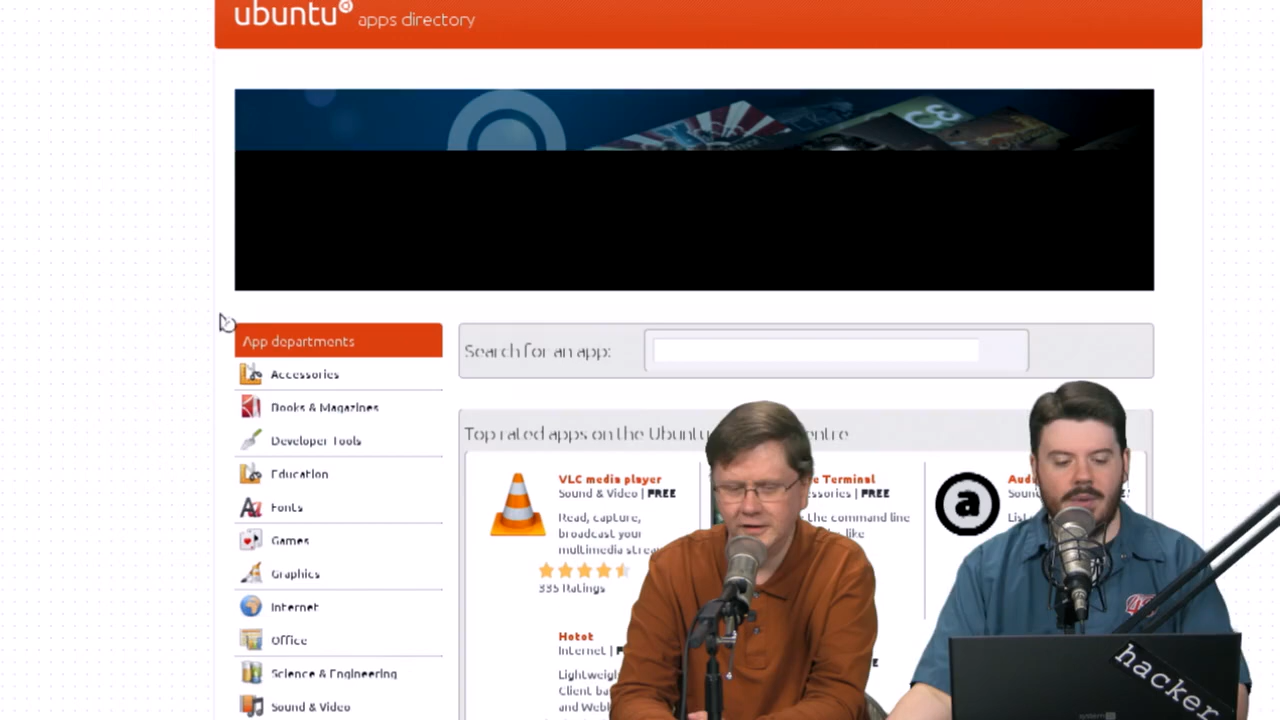 ubuntu apps directory
App departments
Accessories
Books & Magazines
Developer Tools
Education
Fonts
Games
Graphics
Internet
Office
Science & Engineering
Sound & Video
Search for an app:
Top rated apps on the Ubuntu entre
VLC media player
Sound & Video | FREE
Read, capture,
broadcast your
multimedia strea
335 Ratings
Terminal
ssories | FREE
the command line
like
a
Aud
Soun
List
Hotot
Internet |
Lightweig
Client ba
and Web
hacker